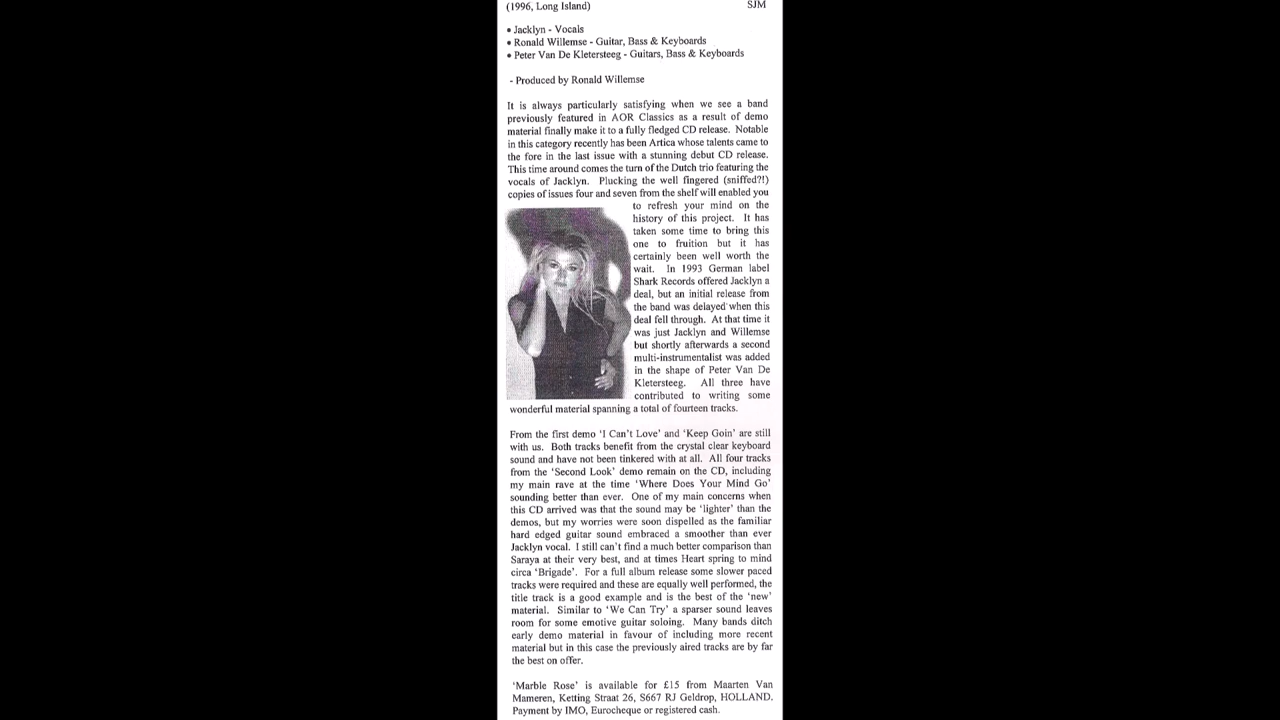 (1996, Long Island) SJM
• Jacklyn - Vocals
• Ronald Willemse - Guitar, Bass & Keyboards
• Peter Van De Kletersteeg - Guitars, Bass & Keyboards
- Produced by Ronald Willemse
It is always particularly satisfying when we see a band
previously featured in AOR Classics as a result of demo
material finally make it to a fully fledged CD release. Notable
in this category recently has been Artica whose talents came to
the fore in the last issue with a stunning debut CD release.
This time around comes the turn of the Dutch trio featuring the
vocals of Jacklyn. Plucking the well fingered (sniffed?!)
copies of issues four and seven from the shelf will enabled you
to refresh your mind on the
history of this project. It has
taken some time to bring this
one to fruition but it has
certainly been well worth the
wait. In 1993 German label
Shark Records offered Jacklyn a
deal, but an initial release from
the band was delayed when this
deal fell through. At that time it
was just Jacklyn and Willemse
but shortly afterwards a second
multi-instrumentalist was added
in the shape of Peter Van De
Kletersteeg. All three have
contributed to writing some
wonderful material spanning a total of fourteen tracks.
From the first demo 'I Can't Love' and 'Keep Goin' are still
with us. Both tracks benefit from the crystal clear keyboard
sound and have not been tinkered with at all. All four tracks
from the 'Second Look' demo remain on the CD, including
my main rave at the time 'Where Does Your Mind Go'
sounding better than ever. One of my main concerns when
this CD arrived was that the sound may be 'lighter' than the
demos, but my worries were soon dispelled as the familiar
hard edged guitar sound embraced a smoother than ever
Jacklyn vocal. I still can't find a much better comparison than
Saraya at their very best, and at times Heart spring to mind
circa 'Brigade'. For a full album release some slower paced
tracks were required and these are equally well performed, the
title track is a good example and is the best of the 'new'
material. Similar to 'We Can Try' a sparser sound leaves
room for some emotive guitar soloing. Many bands ditch
early demo material in favour of including more recent
material but in this case the previously aired tracks are by far
the best on offer.
'Marble Rose' is available for £15 from Maarten Van
Mameren, Ketting Straat 26, S667 RJ Geldrop, HOLLAND.
Payment by IMO, Eurocheque or registered cash.